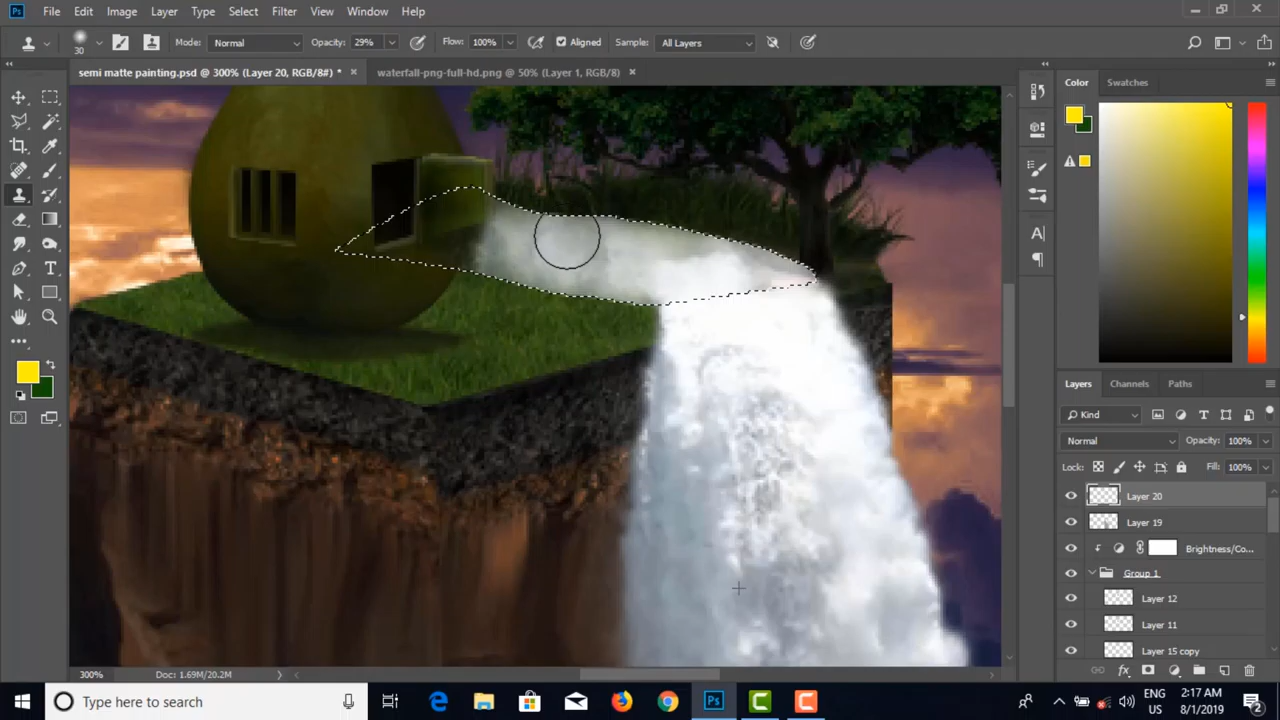 Ps File Edit Image Layer Type Select Filter View Window Help
30 Mode: Normal Opacity: 29% Flow: 100% Aligned Sample: All Layers
semi matte painting.psd @ 300% (Layer 20, RGB/8#) * × waterfall-png-full-hd.png @ 50% (Layer 1, RGB/8) ×
Color Swatches
Layers Channels Paths
Kind
Normal Opacity: 100%
Lock: Fill: 100%
Layer 20
Layer 19
Brightness/Co...
Group 1
Layer 12
Layer 11
Layer 15 copy
300% Doc: 1.69M/20.2M
Type here to search
ENG
US
2:17 AM
8/1/2019
2